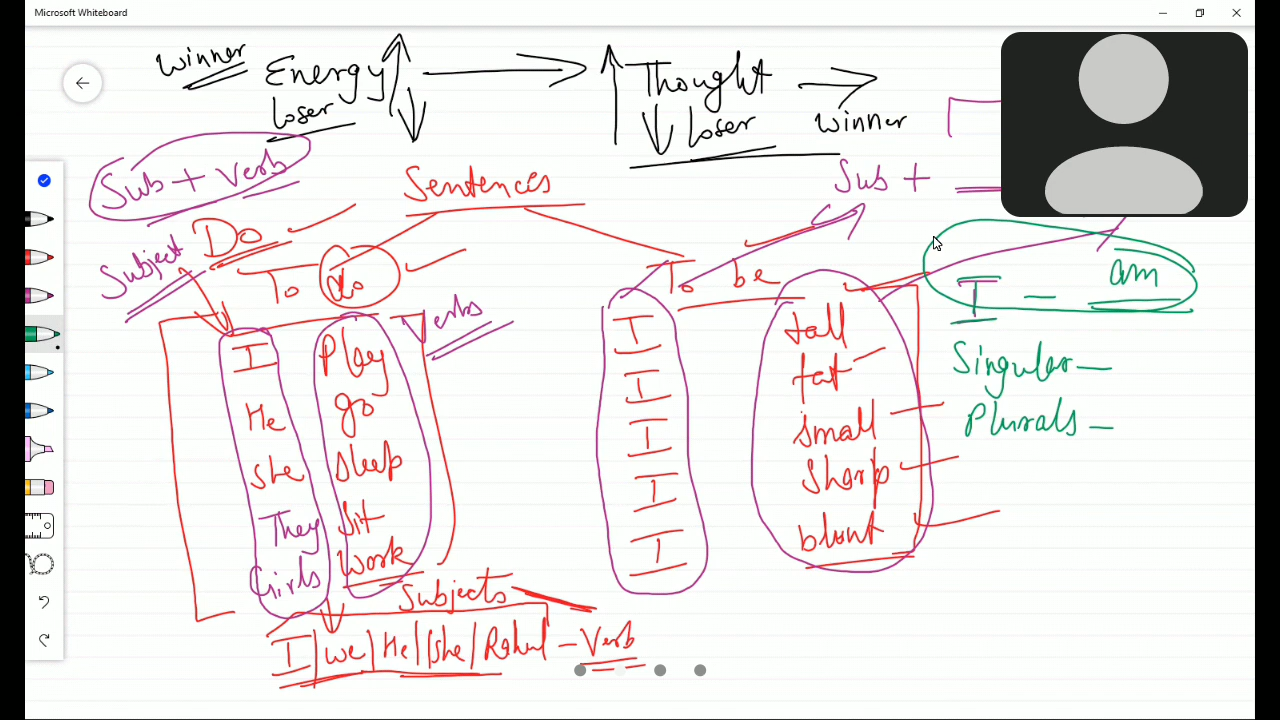 Microsoft Whiteboard
winner Energy → Thought →
loser loser winner
Sub + verb Sentences Sub +
Subject Do
To do To be I - am
Verbs
I Play I tall
He go I fat Singular -
She Sleep I small Plurals -
They Sit I Sharp
Girls work I blunt
Subjects
I | we | He | She | Rahul - Verb